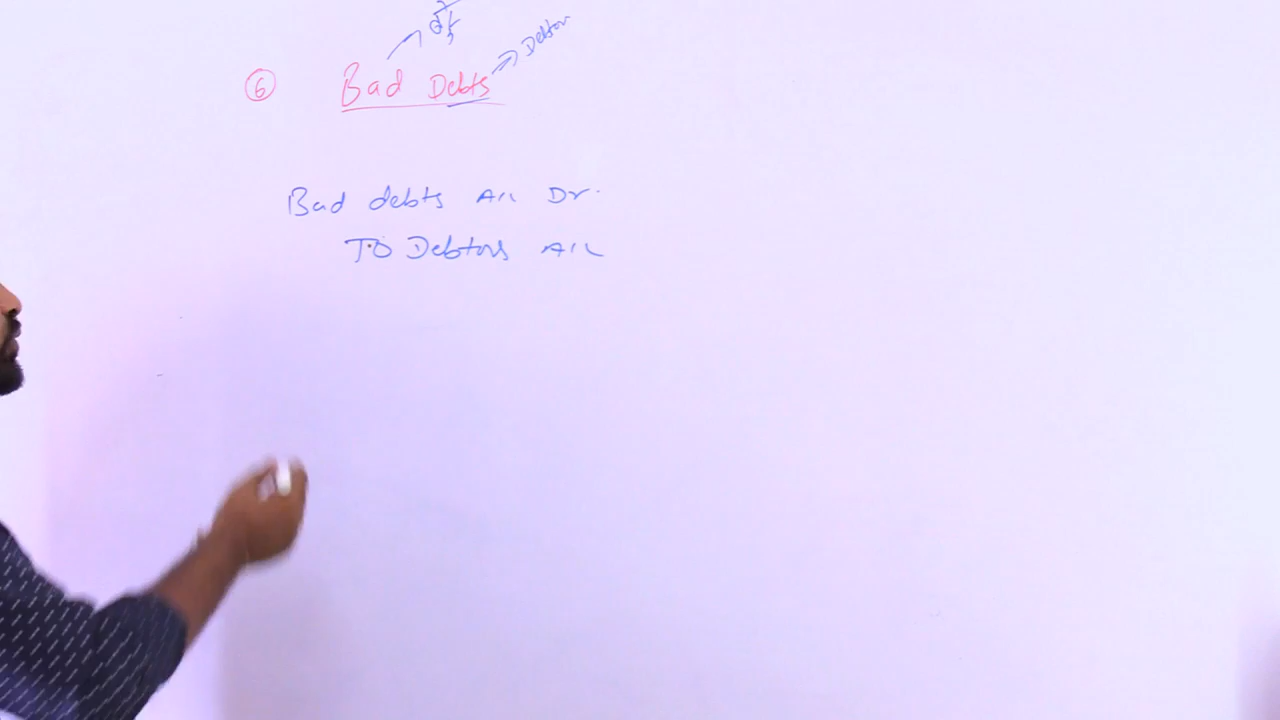 Debtor
⑥ Bad Debts
Bad debts A/c Dr.
TO Debtors A/c